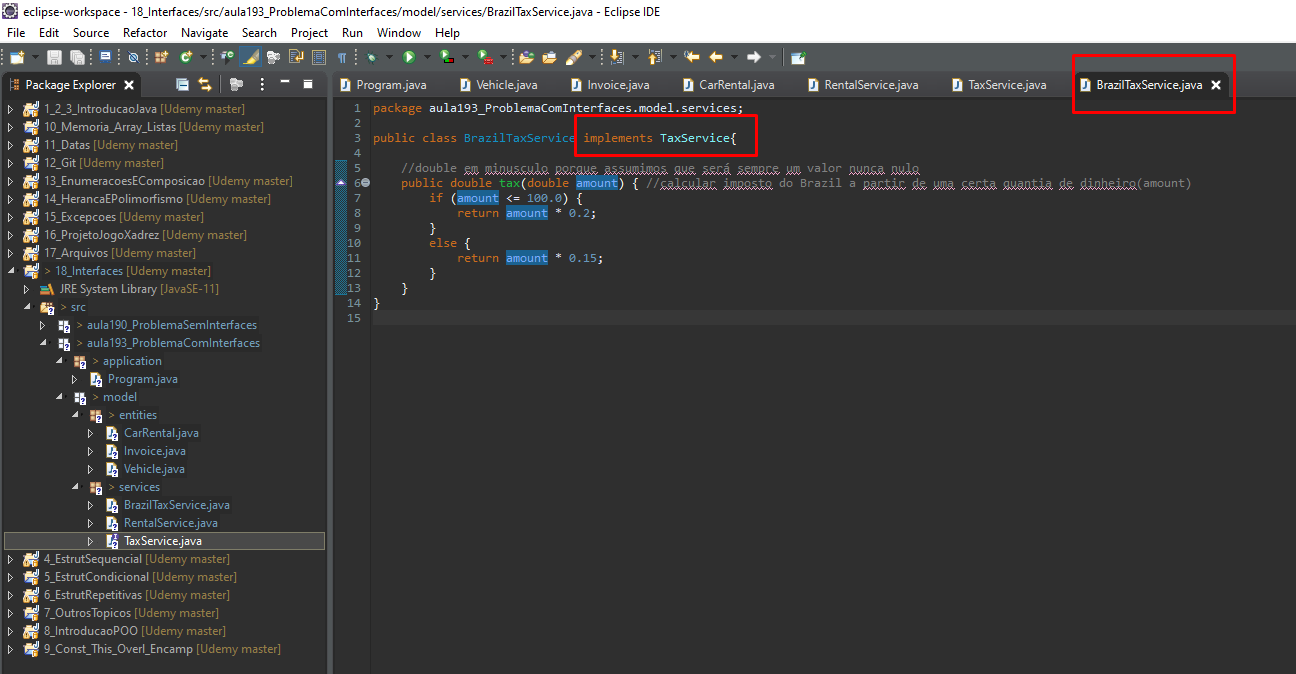 eclipse-workspace - 18_Interfaces/src/aula193_ProblemaComInterfaces/model/services/BrazilTaxService.java - Eclipse IDE
File Edit Source Refactor Navigate Search Project Run Window Help
Package Explorer
1_2_3_IntroducaoJava [Udemy master]
10_Memoria_Array_Listas [Udemy master]
11_Datas [Udemy master]
12_Git [Udemy master]
13_EnumeracoesEComposicao [Udemy master]
14_HerancaEPolimorfismo [Udemy master]
15_Excepcoes [Udemy master]
16_ProjetoJogoXadrez [Udemy master]
17_Arquivos [Udemy master]
> 18_Interfaces [Udemy master]
JRE System Library [JavaSE-11]
> src
> aula190_ProblemaSemInterfaces
> aula193_ProblemaComInterfaces
> application
Program.java
> model
> entities
CarRental.java
Invoice.java
Vehicle.java
> services
BrazilTaxService.java
RentalService.java
TaxService.java
4_EstrutSequencial [Udemy master]
5_EstrutCondicional [Udemy master]
6_EstrutRepetitivas [Udemy master]
7_OutrosTopicos [Udemy master]
8_IntroducaoPOO [Udemy master]
9_Const_This_Overl_Encamp [Udemy master]
Program.java Vehicle.java Invoice.java CarRental.java RentalService.java TaxService.java BrazilTaxService.java
1 package aula193_ProblemaComInterfaces.model.services;
2
3 public class BrazilTaxService implements TaxService{
4
5 //double em minusculo porque assumimos que será sempre um valor nunca nulo
6 public double tax(double amount) { //calcular imposto do Brazil a partir de uma certa quantia de dinheiro(amount)
7 if (amount <= 100.0) {
8 return amount * 0.2;
9 }
10 else {
11 return amount * 0.15;
12 }
13 }
14 }
15